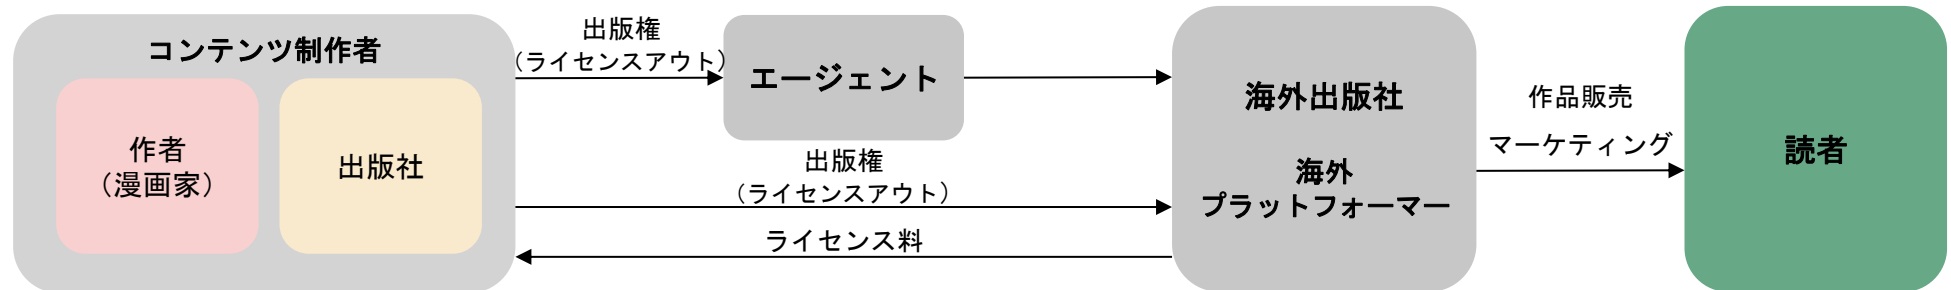 コンテンツ制作者
作者
（漫画家）
出版社
出版権
（ライセンスアウト）
エージェント
出版権
（ライセンスアウト）
ライセンス料
海外出版社
海外
プラットフォーマー
作品販売
マーケティング
読者